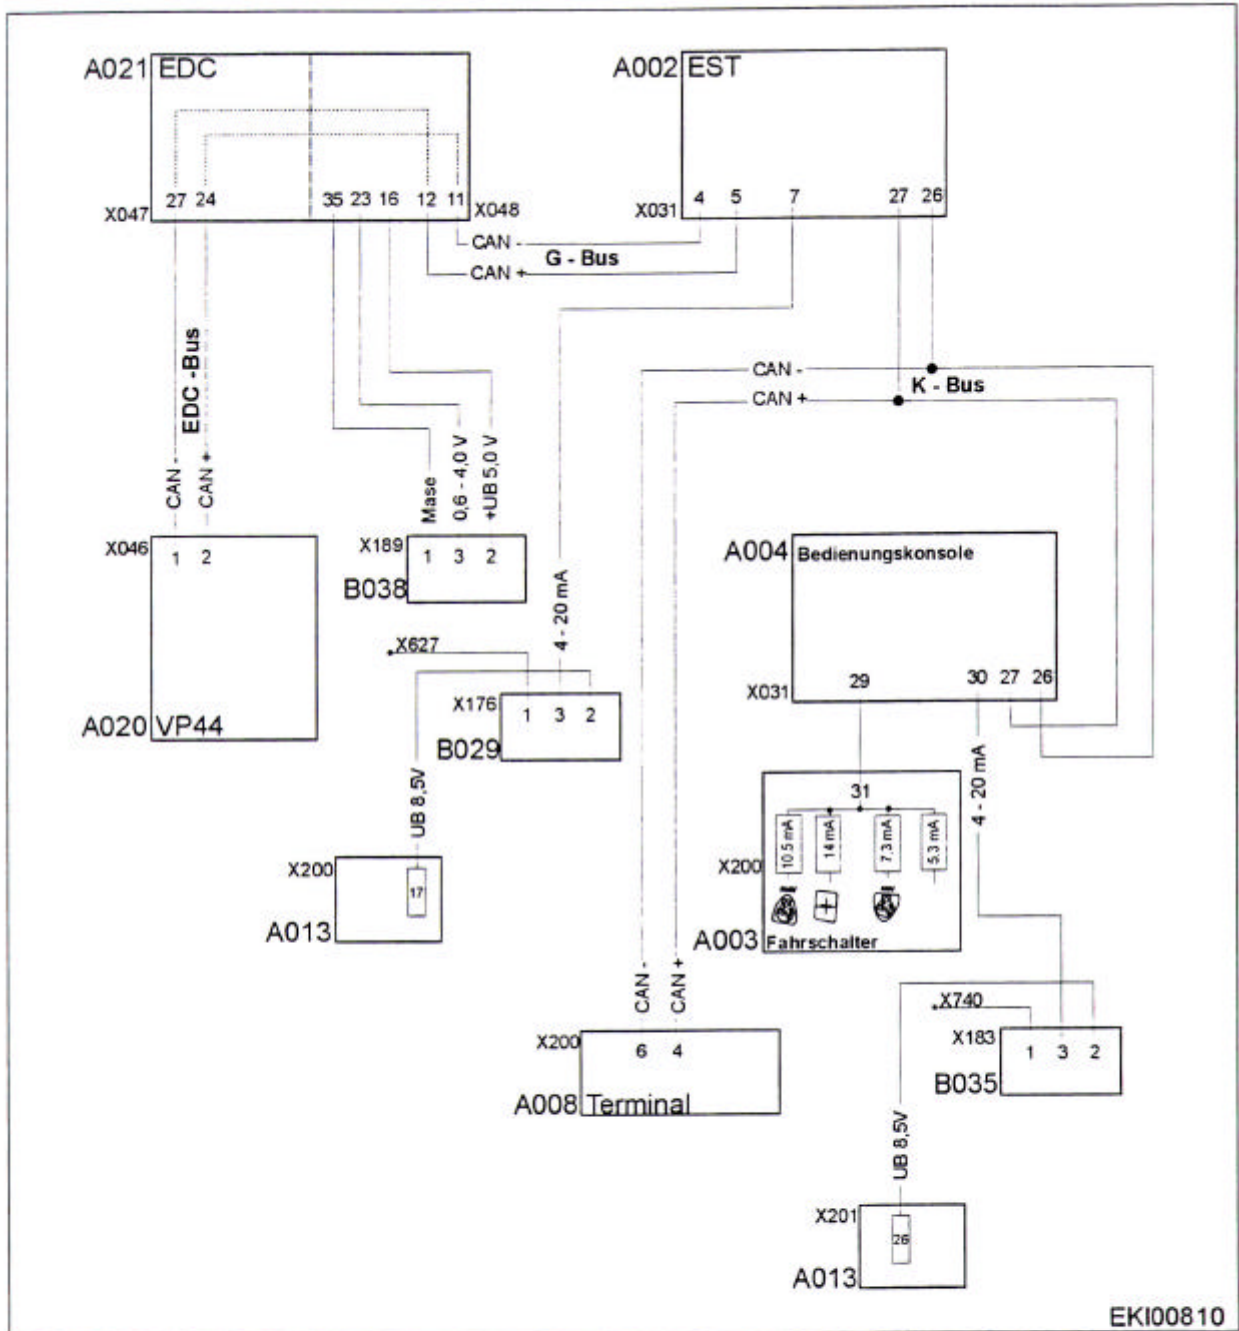 A021 EDC
A002 EST
27 24 35 23 16 12 11
X047
X048
4 5 7 27 26
X031
CAN -
G - Bus
CAN +
EDC -Bus
CAN -
CAN +
K - Bus
CAN -
CAN +
Mase
0,6 - 4,0 V
+UB 5,0 V
X046
1 2
A020 VP44
X189
1 3 2
B038
4 - 20 mA
X627
X176
1 3 2
B029
UB 8,5V
X200
17
A013
A004 Bedienungskonsole
29 30 27 26
X031
4 - 20 mA
31
10,5 mA
14 mA
7,3 mA
5,3 mA
X200
A003 Fahrschalter
CAN -
CAN +
X200
6 4
A008 Terminal
X740
X183
1 3 2
B035
UB 8,5V
X201
26
A013
EKI00810